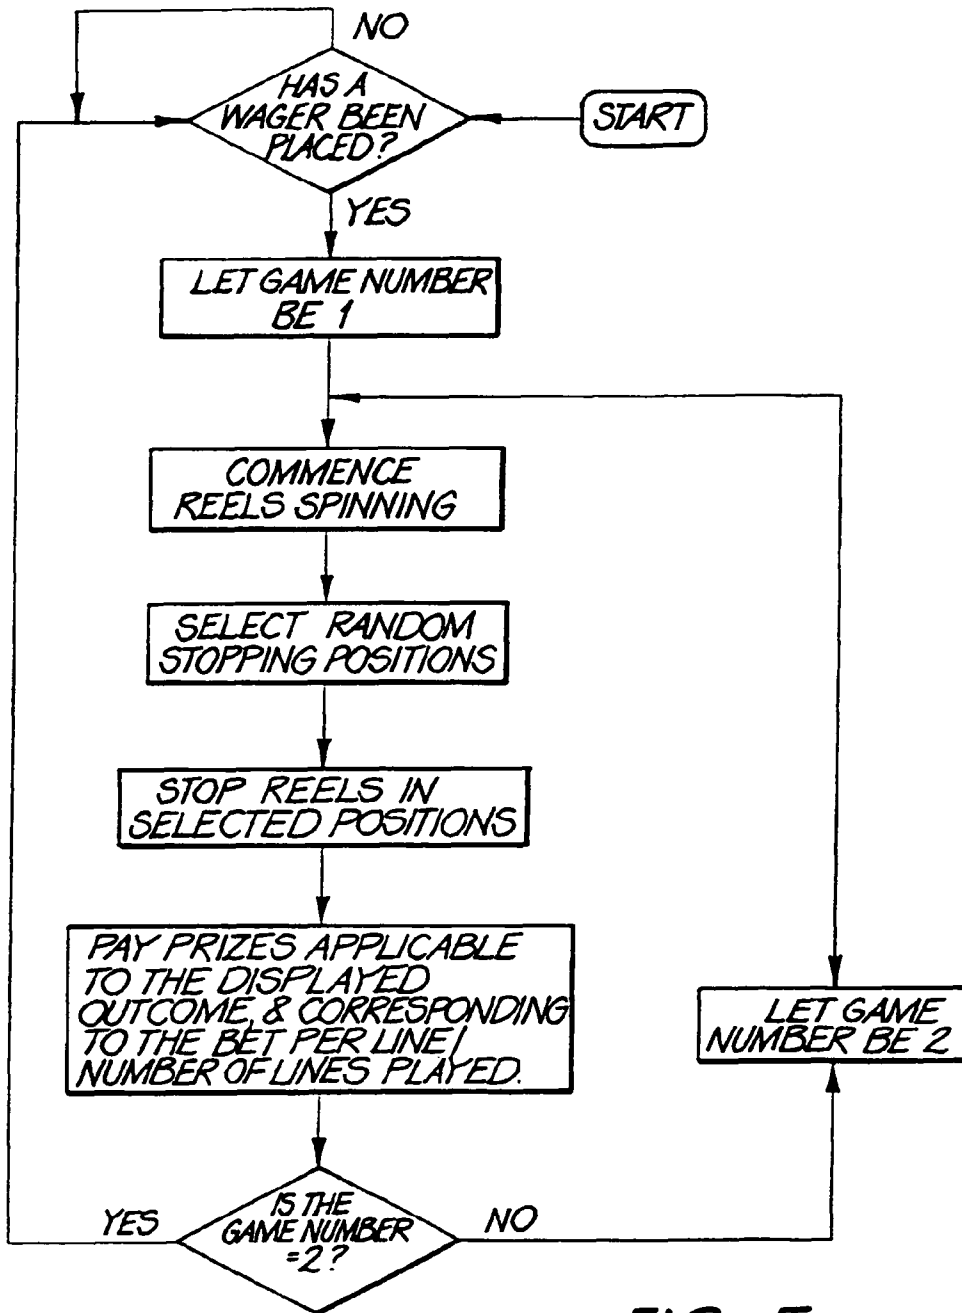 NO
HAS A
WAGER BEEN
PLACED?
START
YES
LET GAME NUMBER
BE 1
COMMENCE
REELS SPINNING
SELECT RANDOM
STOPPING POSITIONS
STOP REELS IN
SELECTED POSITIONS
PAY PRIZES APPLICABLE
TO THE DISPLAYED
OUTCOME, & CORRESPONDING
TO THE BET PER LINE/
NUMBER OF LINES PLAYED.
LET GAME
NUMBER BE 2
YES
IS THE
GAME NUMBER
=2?
NO